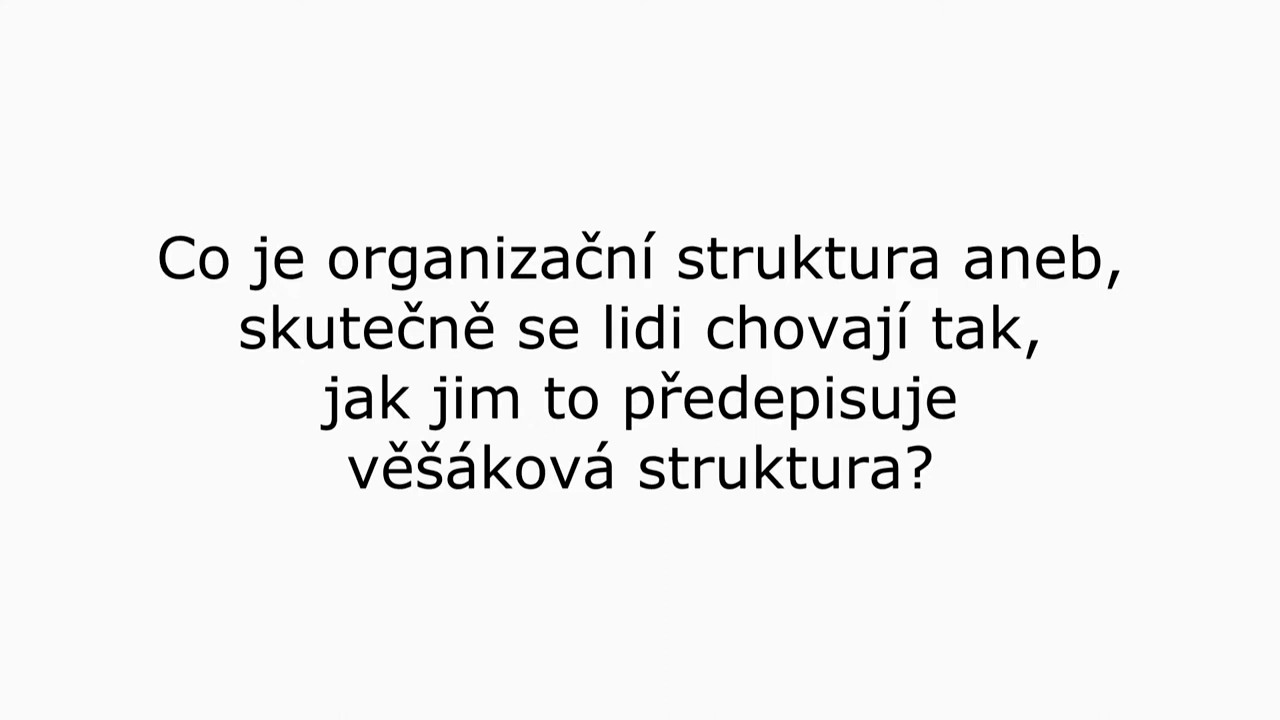 Co je organizační struktura aneb,
skutečně se lidi chovají tak,
jak jim to předepisuje
věšáková struktura?